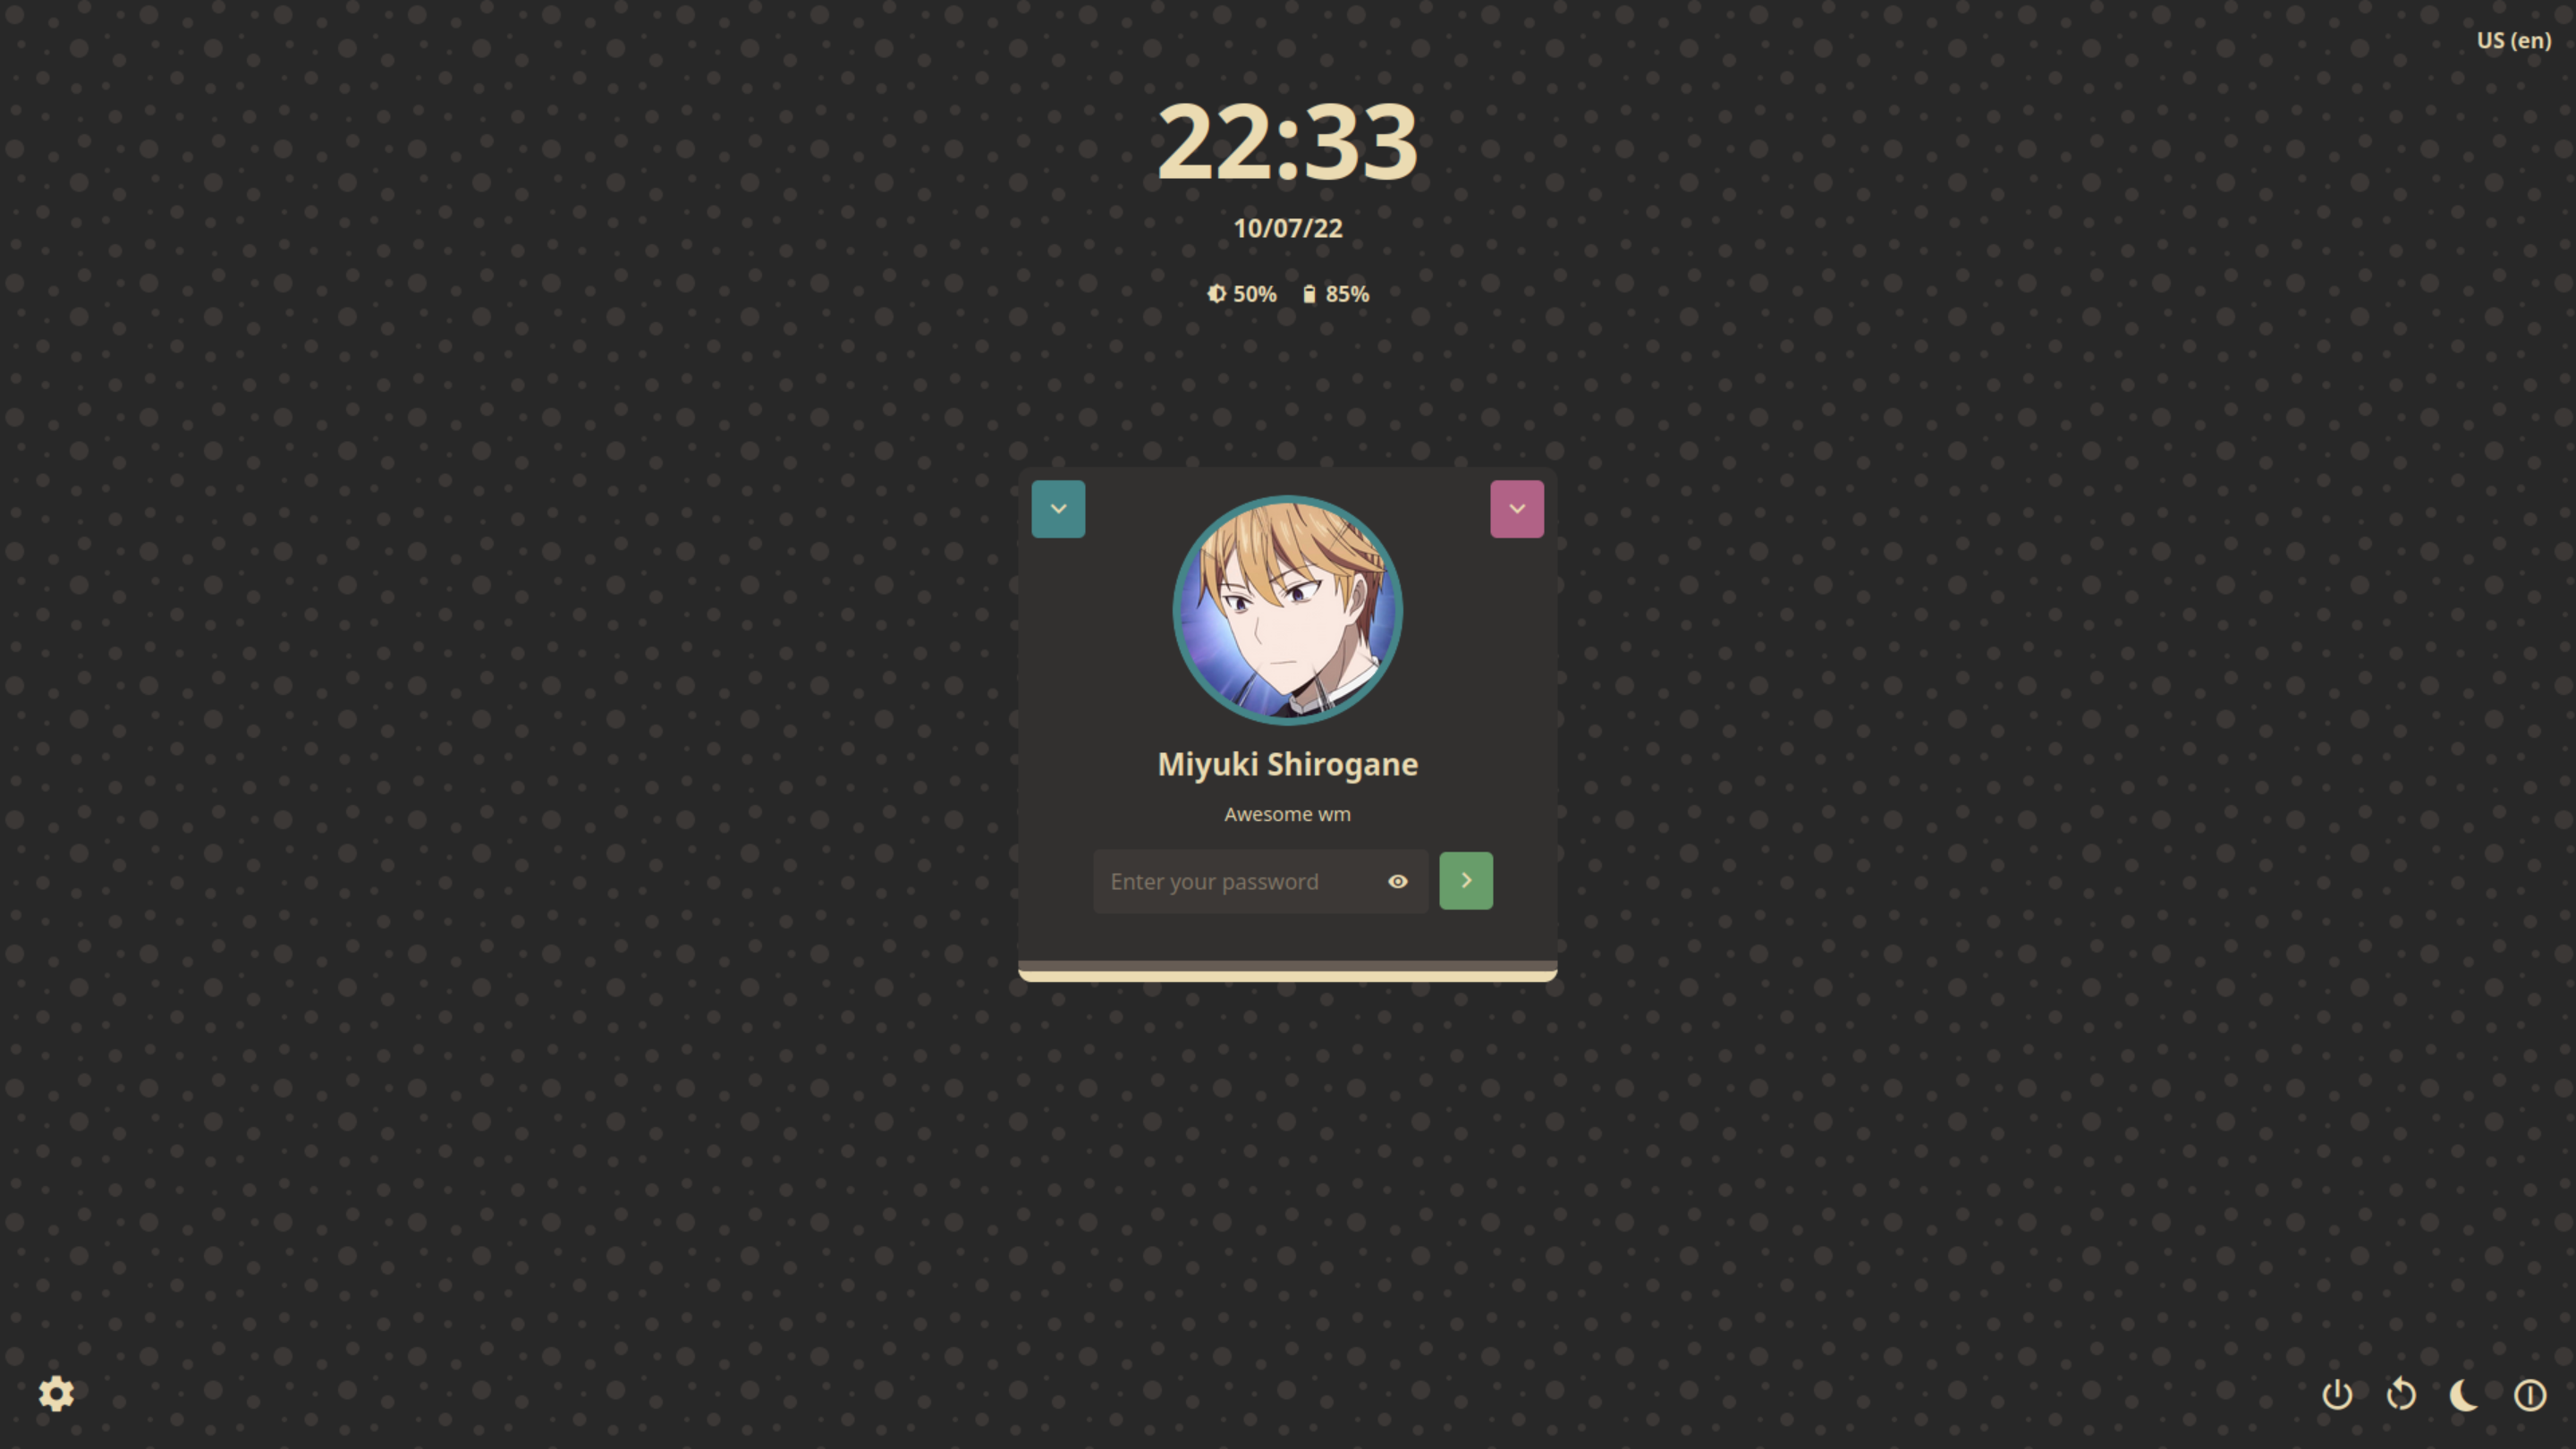 US (en)
22:33
10/07/22
50% 85%
Miyuki Shirogane
Awesome wm
Enter your password